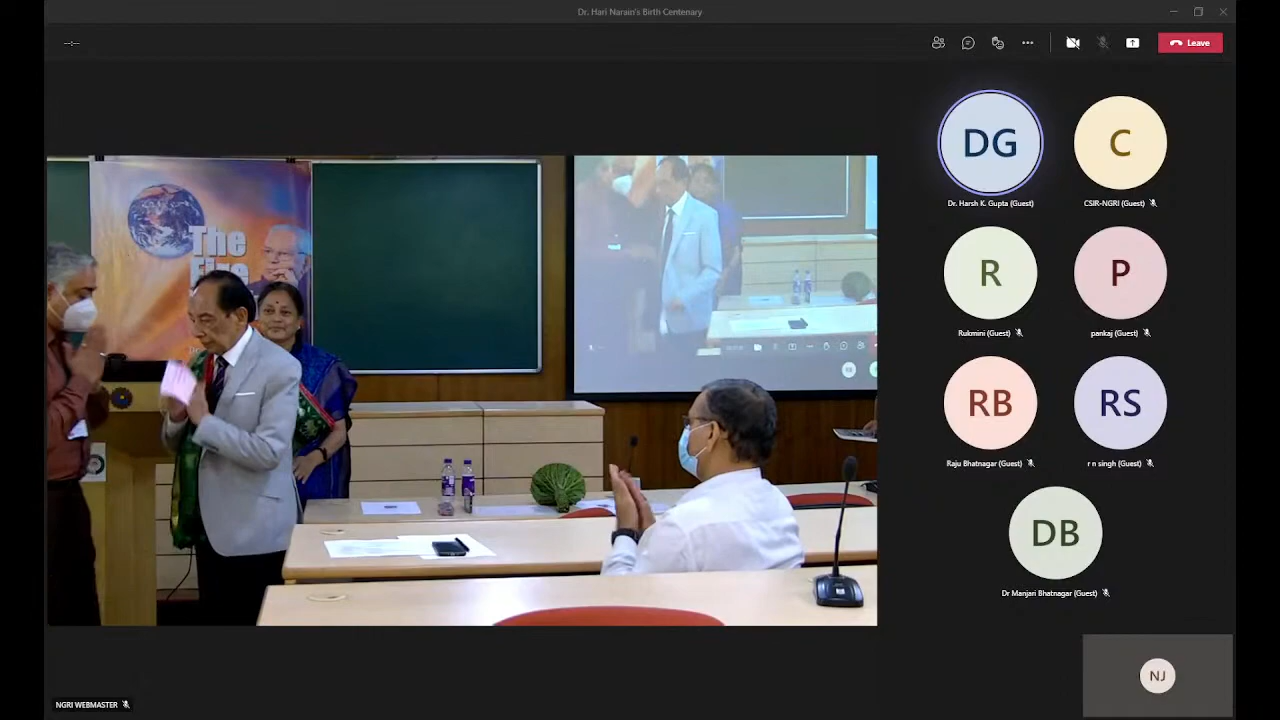 Dr. Hari Narain's Birth Centenary
Leave
The
Five
DG
Dr. Harsh K. Gupta (Guest)
C
CSIR-NGRI (Guest)
R
Rukmini (Guest)
P
pankaj (Guest)
RB
Raju Bhatnagar (Guest)
RS
r n singh (Guest)
DB
Dr Manjari Bhatnagar (Guest)
NJ
NGRI WEBMASTER